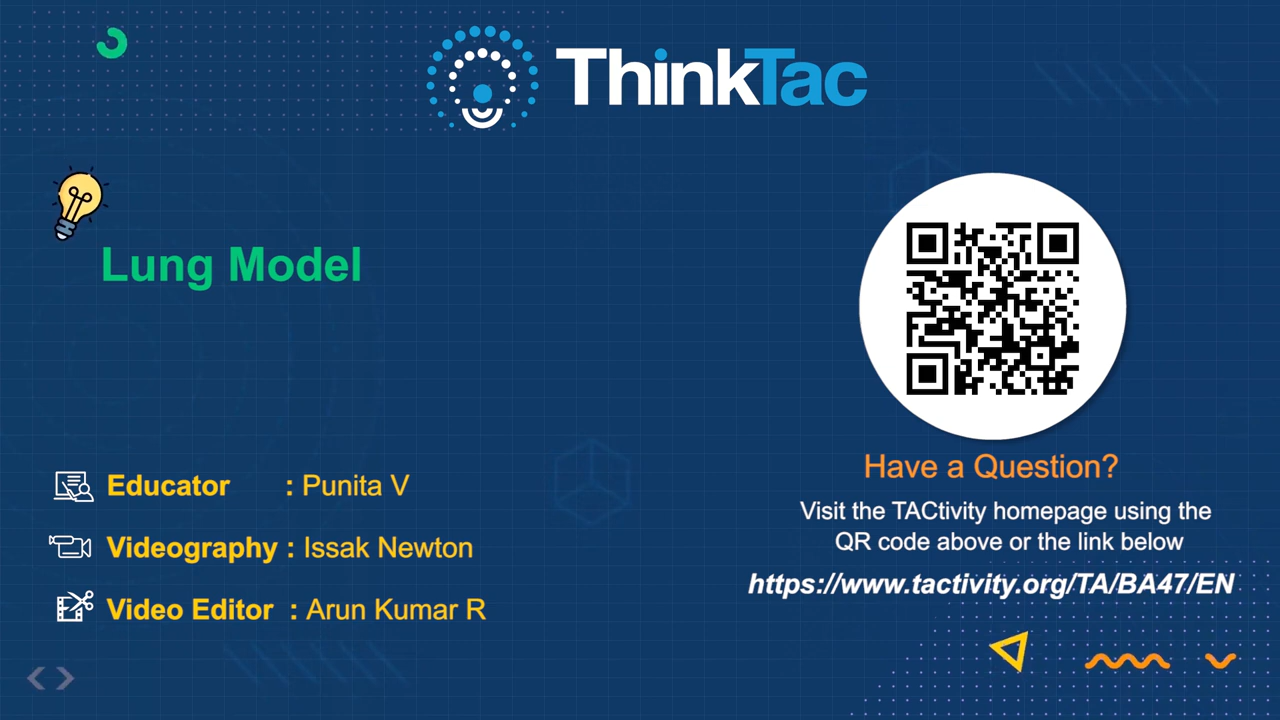 ThinkTac
Lung Model
Educator : Punita V
Videography : Issak Newton
Video Editor : Arun Kumar R
Have a Question?
Visit the TACtivity homepage using the
QR code above or the link below
https://www.tactivity.org/TA/BA47/EN